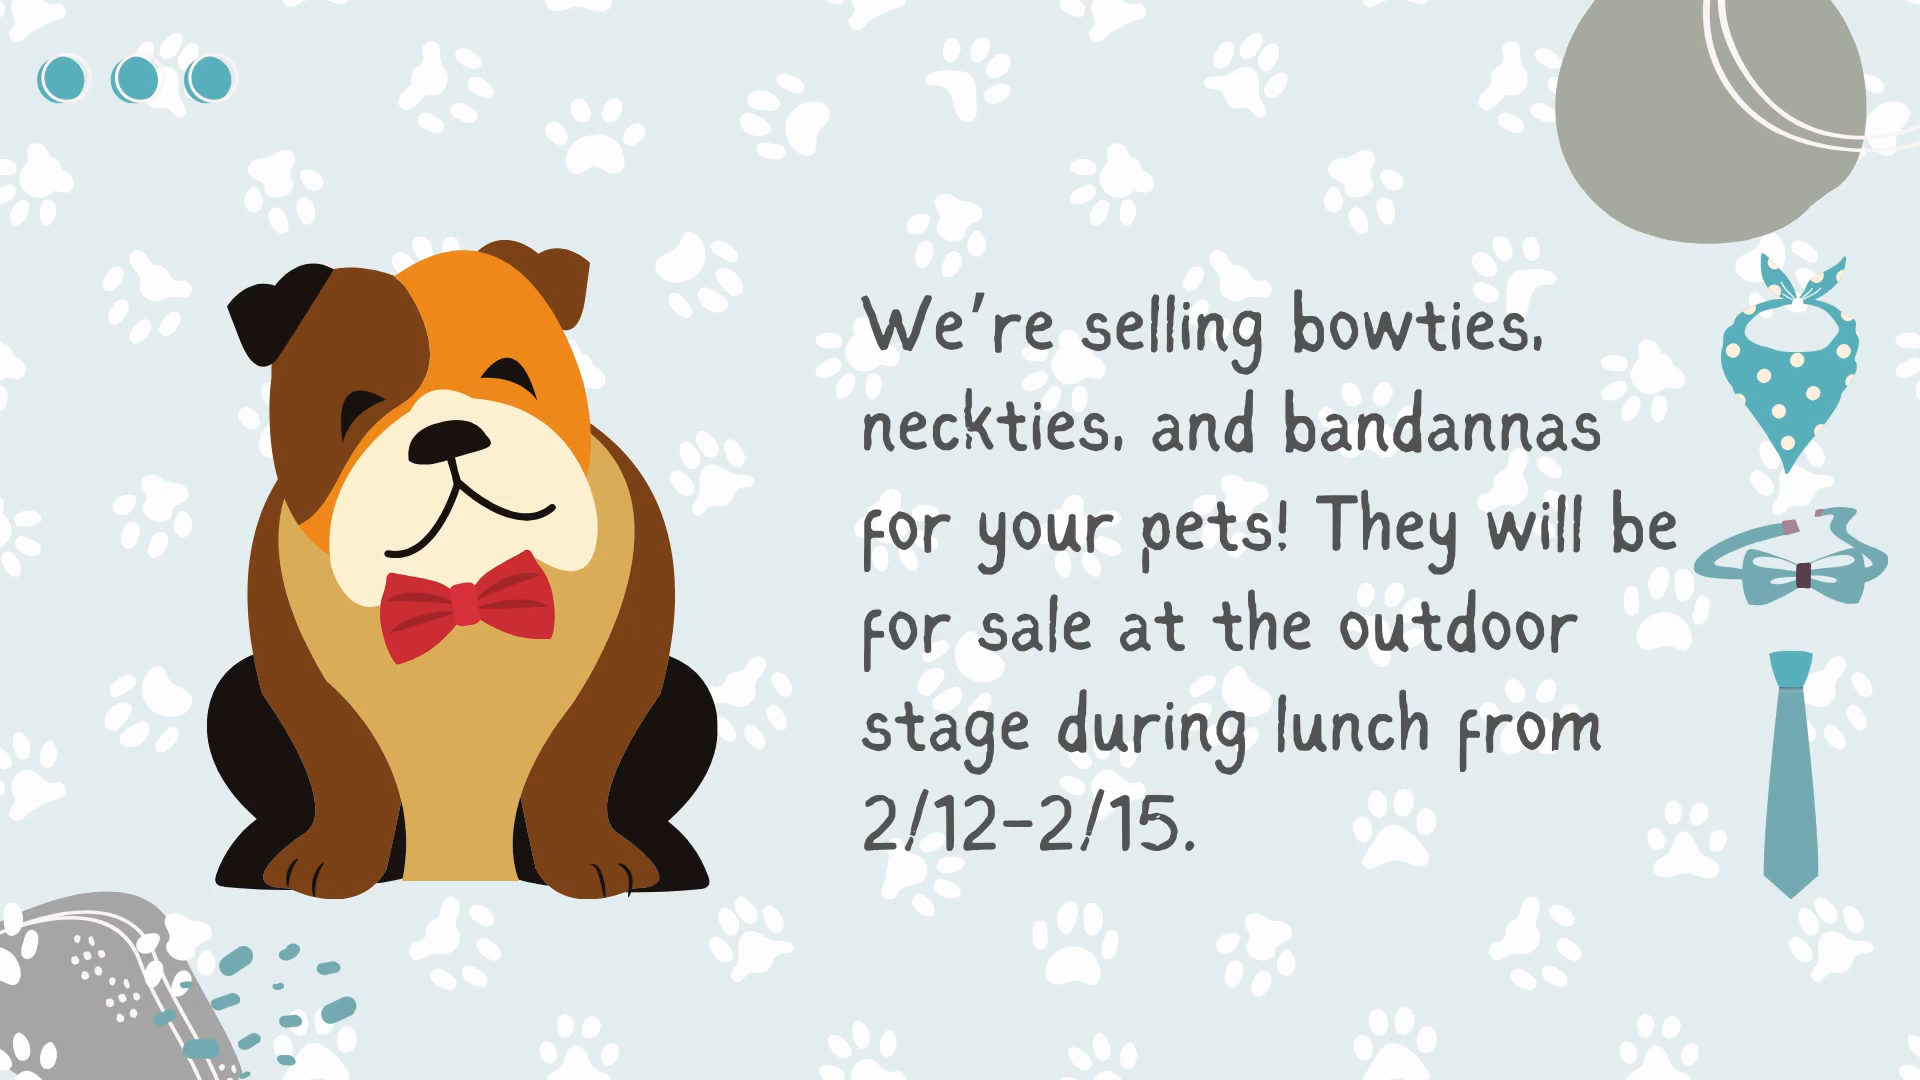 We're selling bowties,
neckties, and bandannas
for your pets! They will be
for sale at the outdoor
stage during lunch from
2/12-2/15.